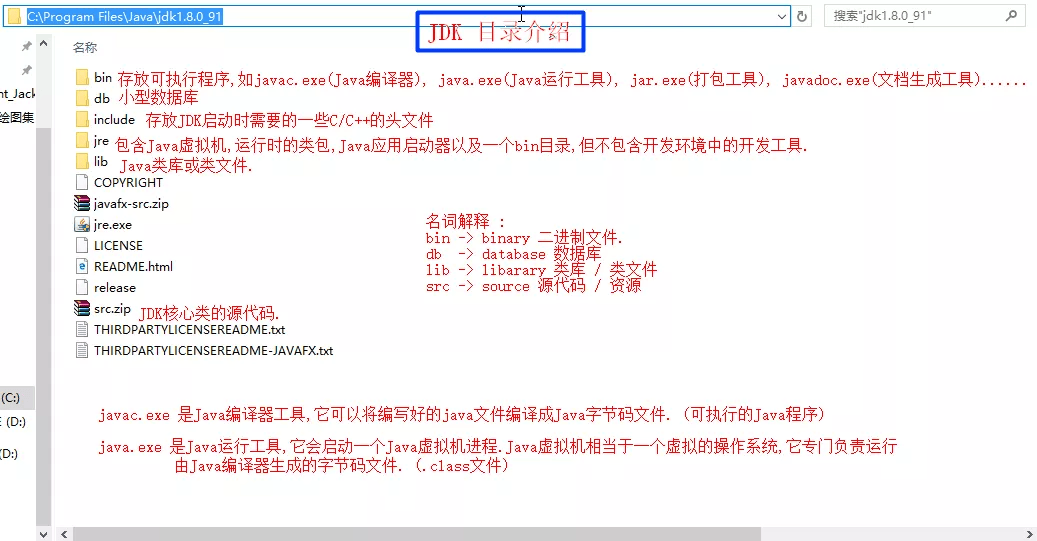 C:\Program Files\Java\jdk1.8.0_91
搜索"jdk1.8.0_91"
JDK 目录介绍
名称
bin 存放可执行程序,如javac.exe(Java编译器), java.exe(Java运行工具), jar.exe(打包工具), javadoc.exe(文档生成工具)......
nt_Jack
db 小型数据库
绘图集
include 存放JDK启动时需要的一些C/C++的头文件
jre 包含Java虚拟机,运行时的类包,Java应用启动器以及一个bin目录,但不包含开发环境中的开发工具.
lib Java类库或类文件.
COPYRIGHT
javafx-src.zip
jre.exe
LICENSE
README.html
release
src.zip JDK核心类的源代码.
THIRDPARTYLICENSEREADME.txt
THIRDPARTYLICENSEREADME-JAVAFX.txt
名词解释 :
bin -> binary 二进制文件.
db -> database 数据库
lib -> libarary 类库 / 类文件
src -> source 源代码 / 资源
(C:)
E (D:)
(D:)
javac.exe 是Java编译器工具,它可以将编写好的java文件编译成Java字节码文件. (可执行的Java程序)
java.exe 是Java运行工具,它会启动一个Java虚拟机进程.Java虚拟机相当于一个虚拟的操作系统,它专门负责运行
由Java编译器生成的字节码文件. (.class文件)